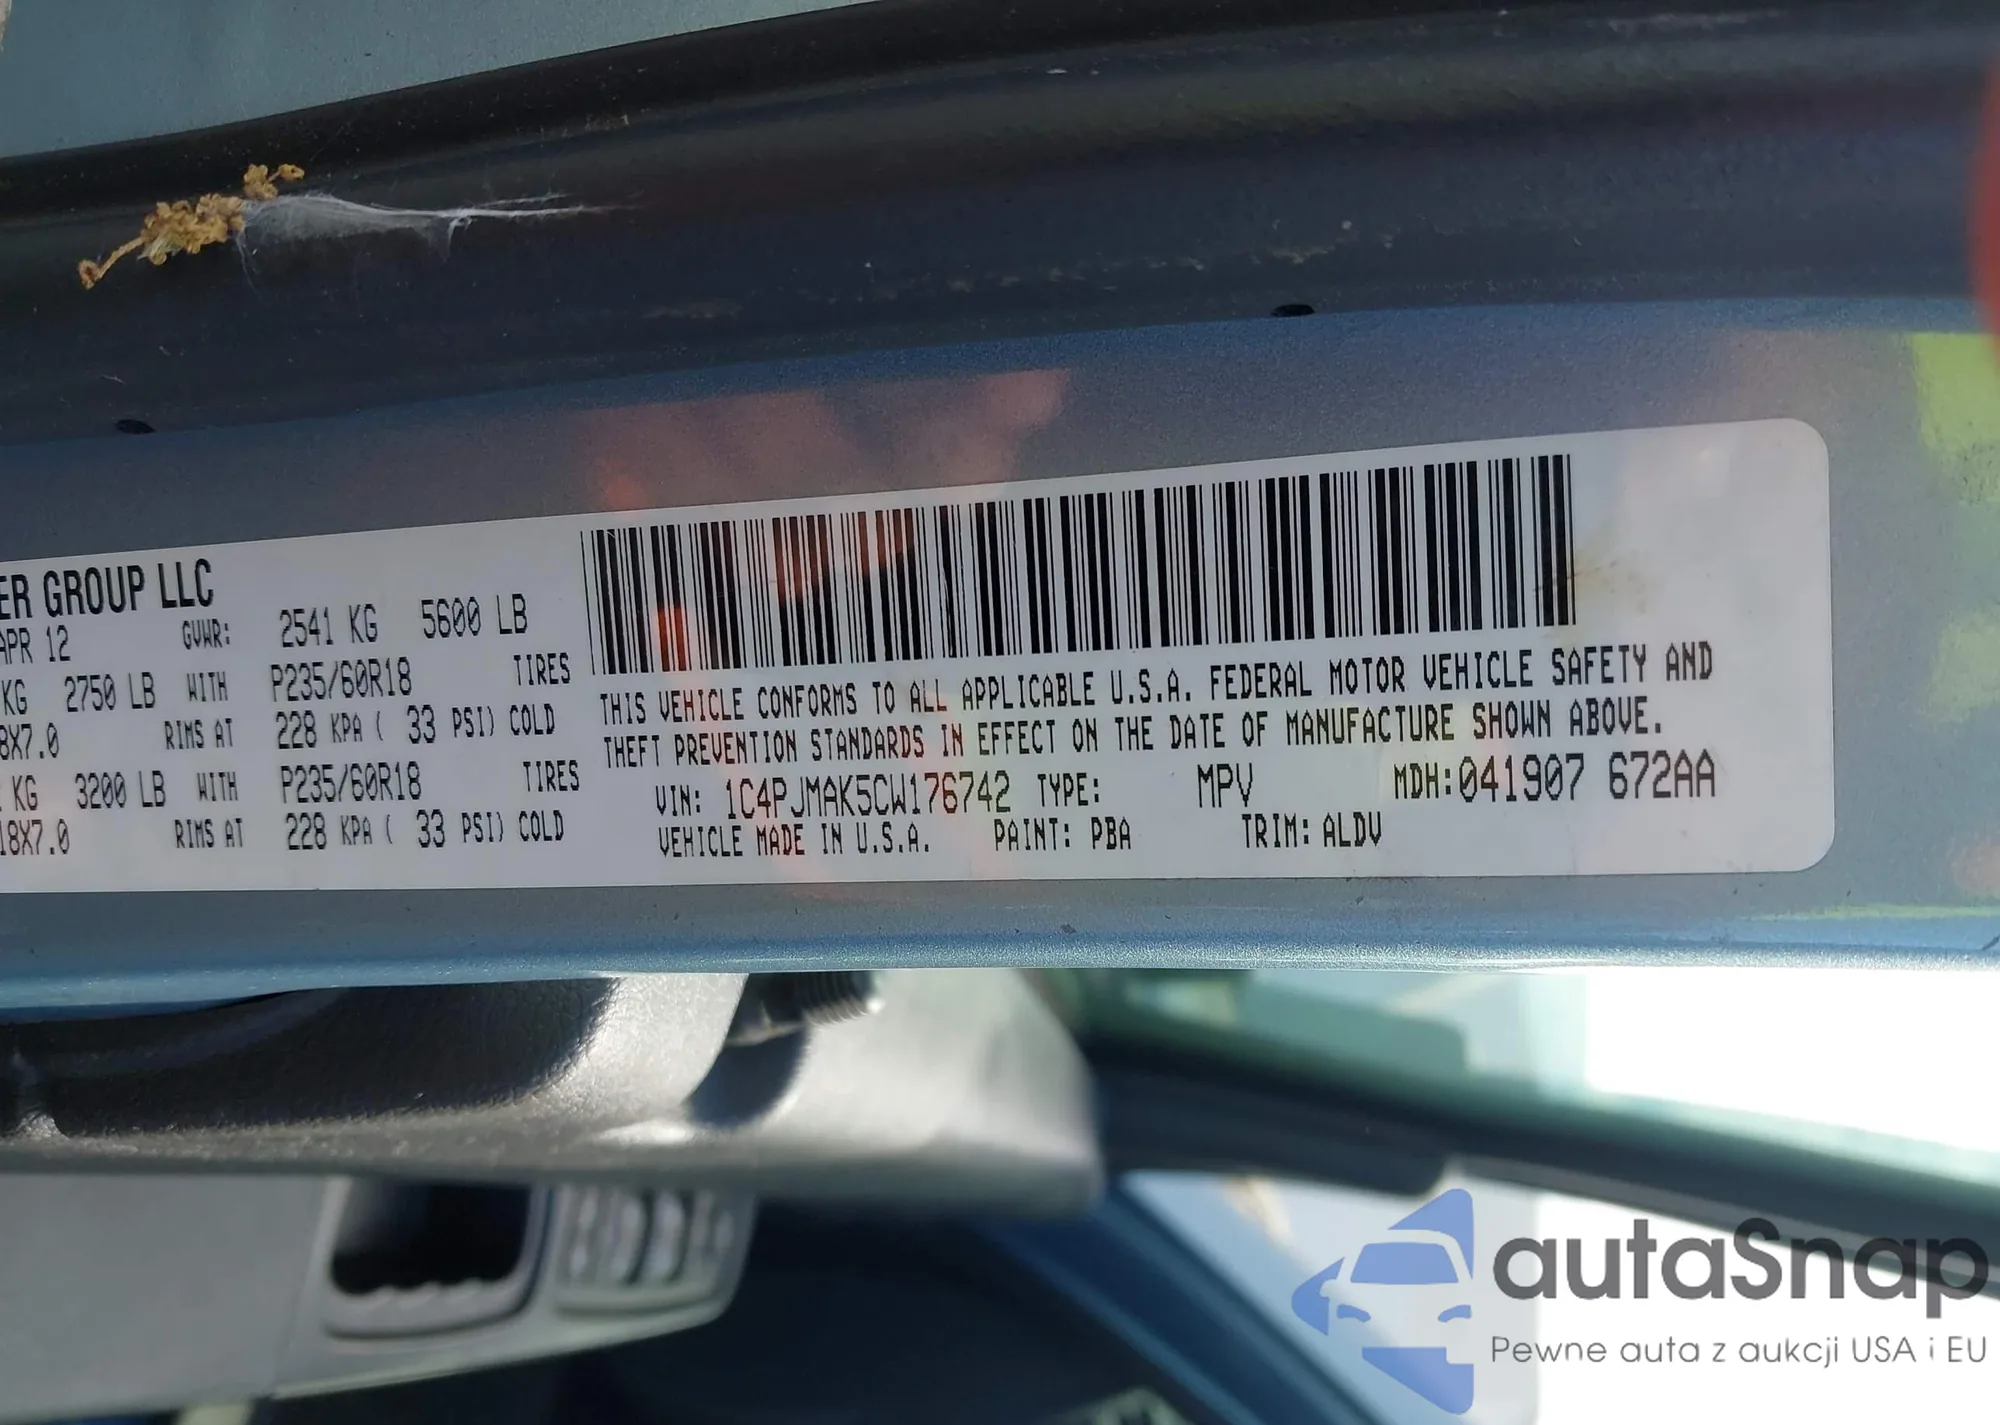 ER GROUP LLC
APR 12 GVWR: 2541 KG 5600 LB
KG 2750 LB WITH P235/60R18 TIRES
8X7.0 RIMS AT 228 KPA ( 33 PSI) COLD
KG 3200 LB WITH P235/60R18 TIRES
18X7.0 RIMS AT 228 KPA ( 33 PSI) COLD
THIS VEHICLE CONFORMS TO ALL APPLICABLE U.S.A. FEDERAL MOTOR VEHICLE SAFETY AND
THEFT PREVENTION STANDARDS IN EFFECT ON THE DATE OF MANUFACTURE SHOWN ABOVE.
VIN: 1C4PJMAK5CW176742 TYPE: MPV MDH:041907 672AA
VEHICLE MADE IN U.S.A. PAINT: PBA TRIM: ALDV
autaSnap
Pewne auta z aukcji USA i EU